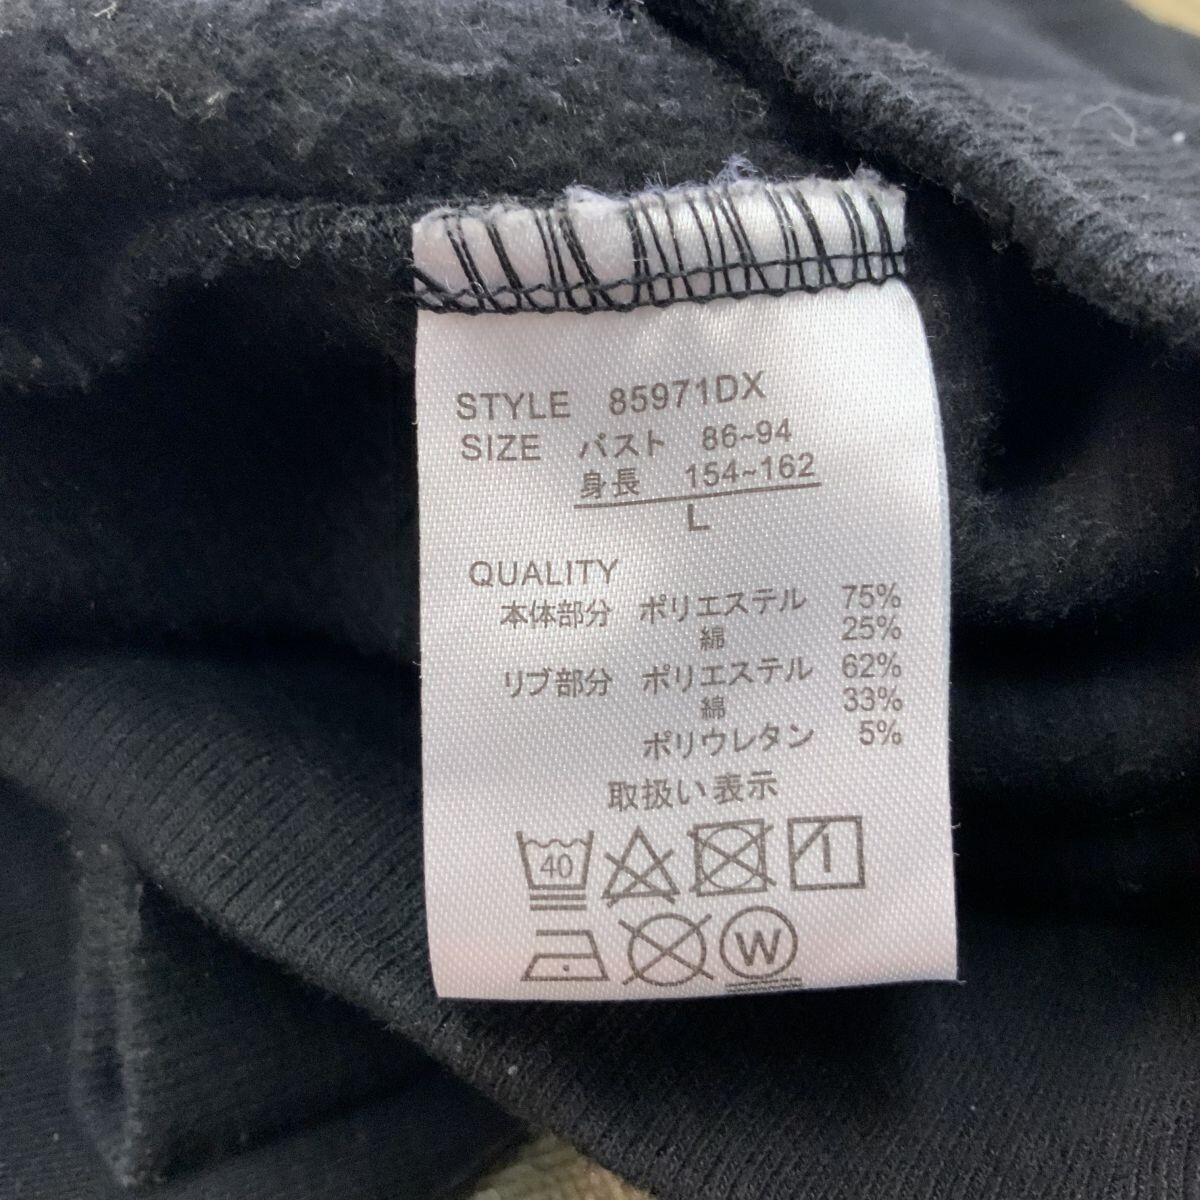 STYLE 85971DX
SIZE バスト 86~94
身長 154~162
L
QUALITY
本体部分 ポリエステル 75%
綿 25%
リブ部分 ポリエステル 62%
綿 33%
ポリウレタン 5%
取扱い表示
40
W